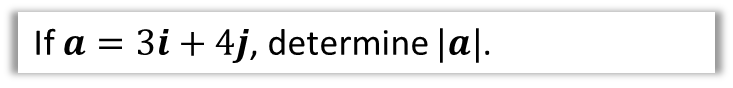 If a = 3i + 4j, determine |a|.